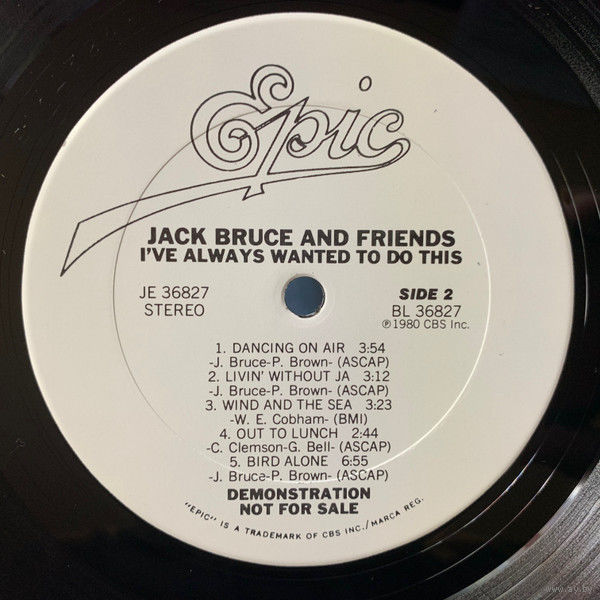 Epic
JACK BRUCE AND FRIENDS
I'VE ALWAYS WANTED TO DO THIS
JE 36827
STEREO
SIDE 2
BL 36827
Ⓟ1980 CBS Inc.
1. DANCING ON AIR 3:54
-J. Bruce-P. Brown- (ASCAP)
2. LIVIN' WITHOUT JA 3:12
-J. Bruce-P. Brown- (ASCAP)
3. WIND AND THE SEA 3:23
-W. E. Cobham- (BMI)
4. OUT TO LUNCH 2:44
-C. Clemson-G. Bell- (ASCAP)
5. BIRD ALONE 6:55
-J. Bruce-P. Brown- (ASCAP)
DEMONSTRATION
NOT FOR SALE
"EPIC" IS A TRADEMARK OF CBS INC./MARCA REG.
www.ay.by